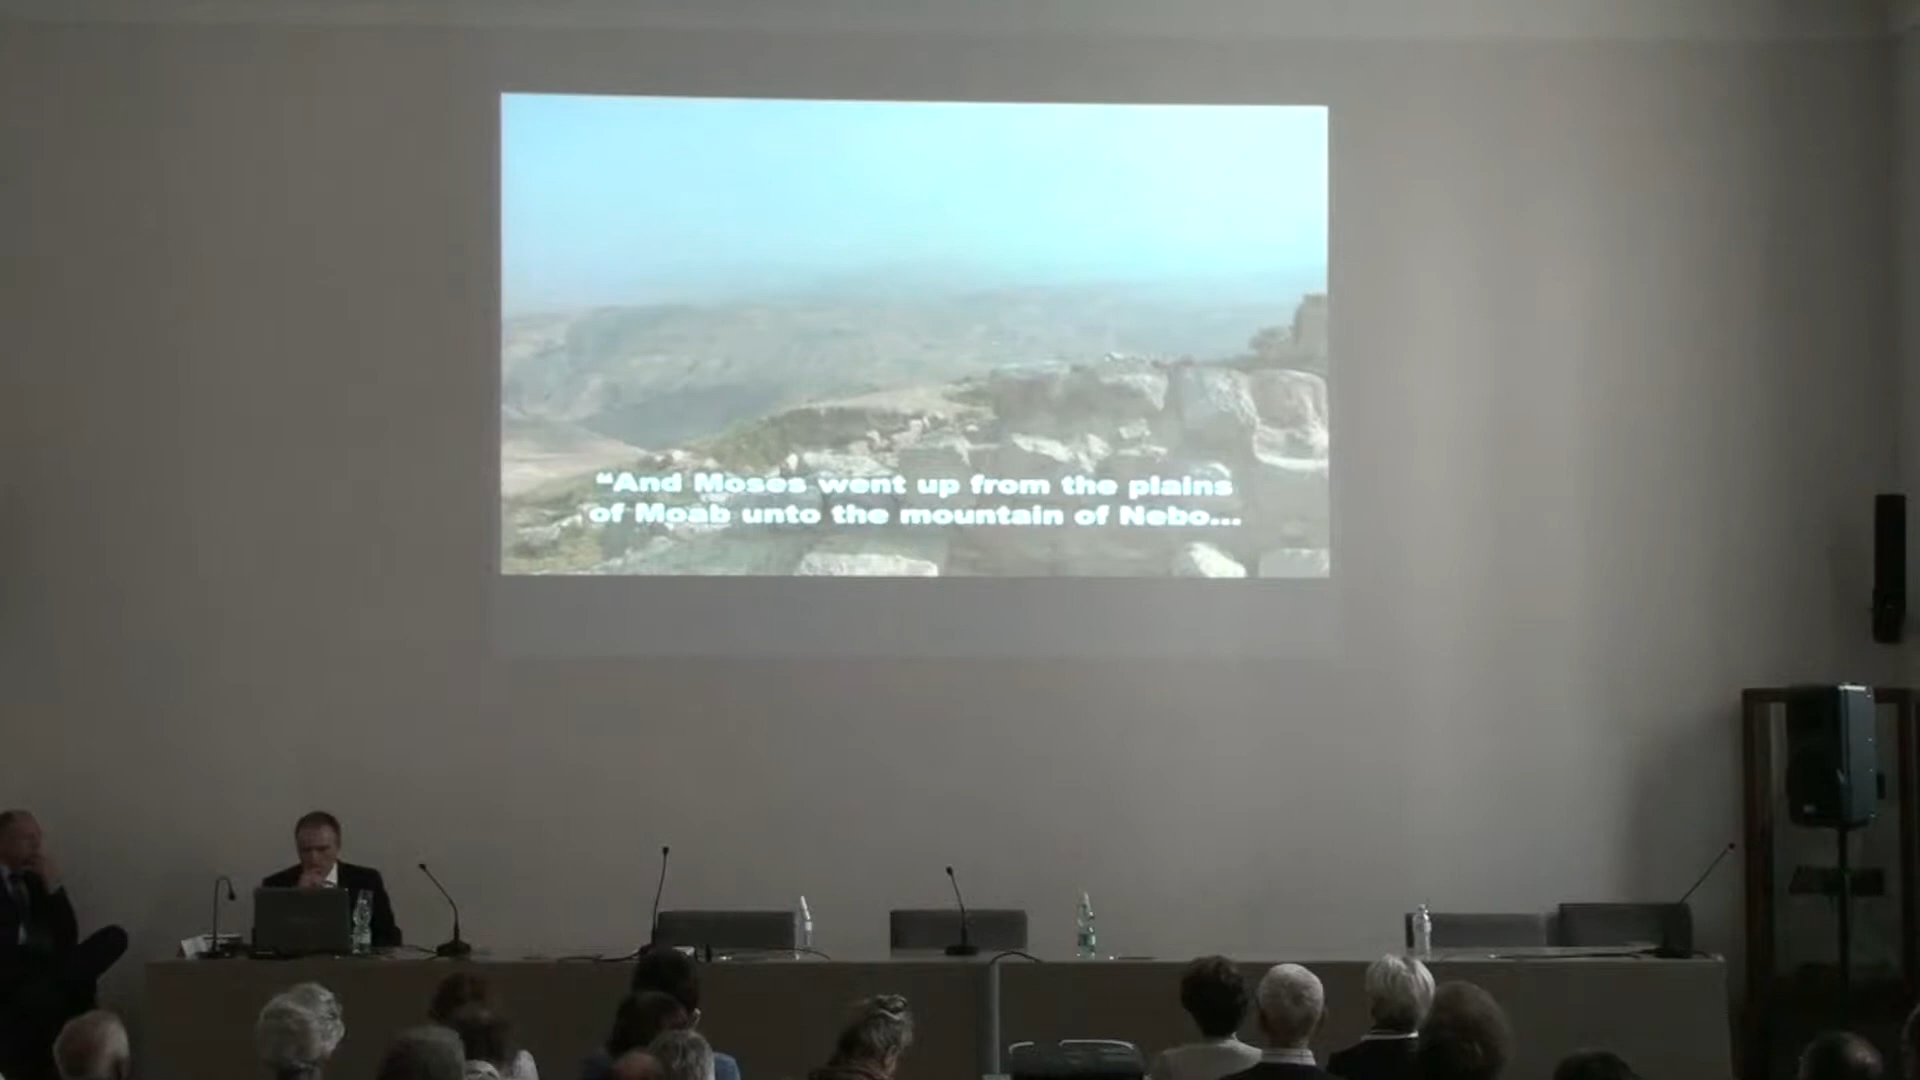 “And Moses went up from the plains
of Moab unto the mountain of Nebo...